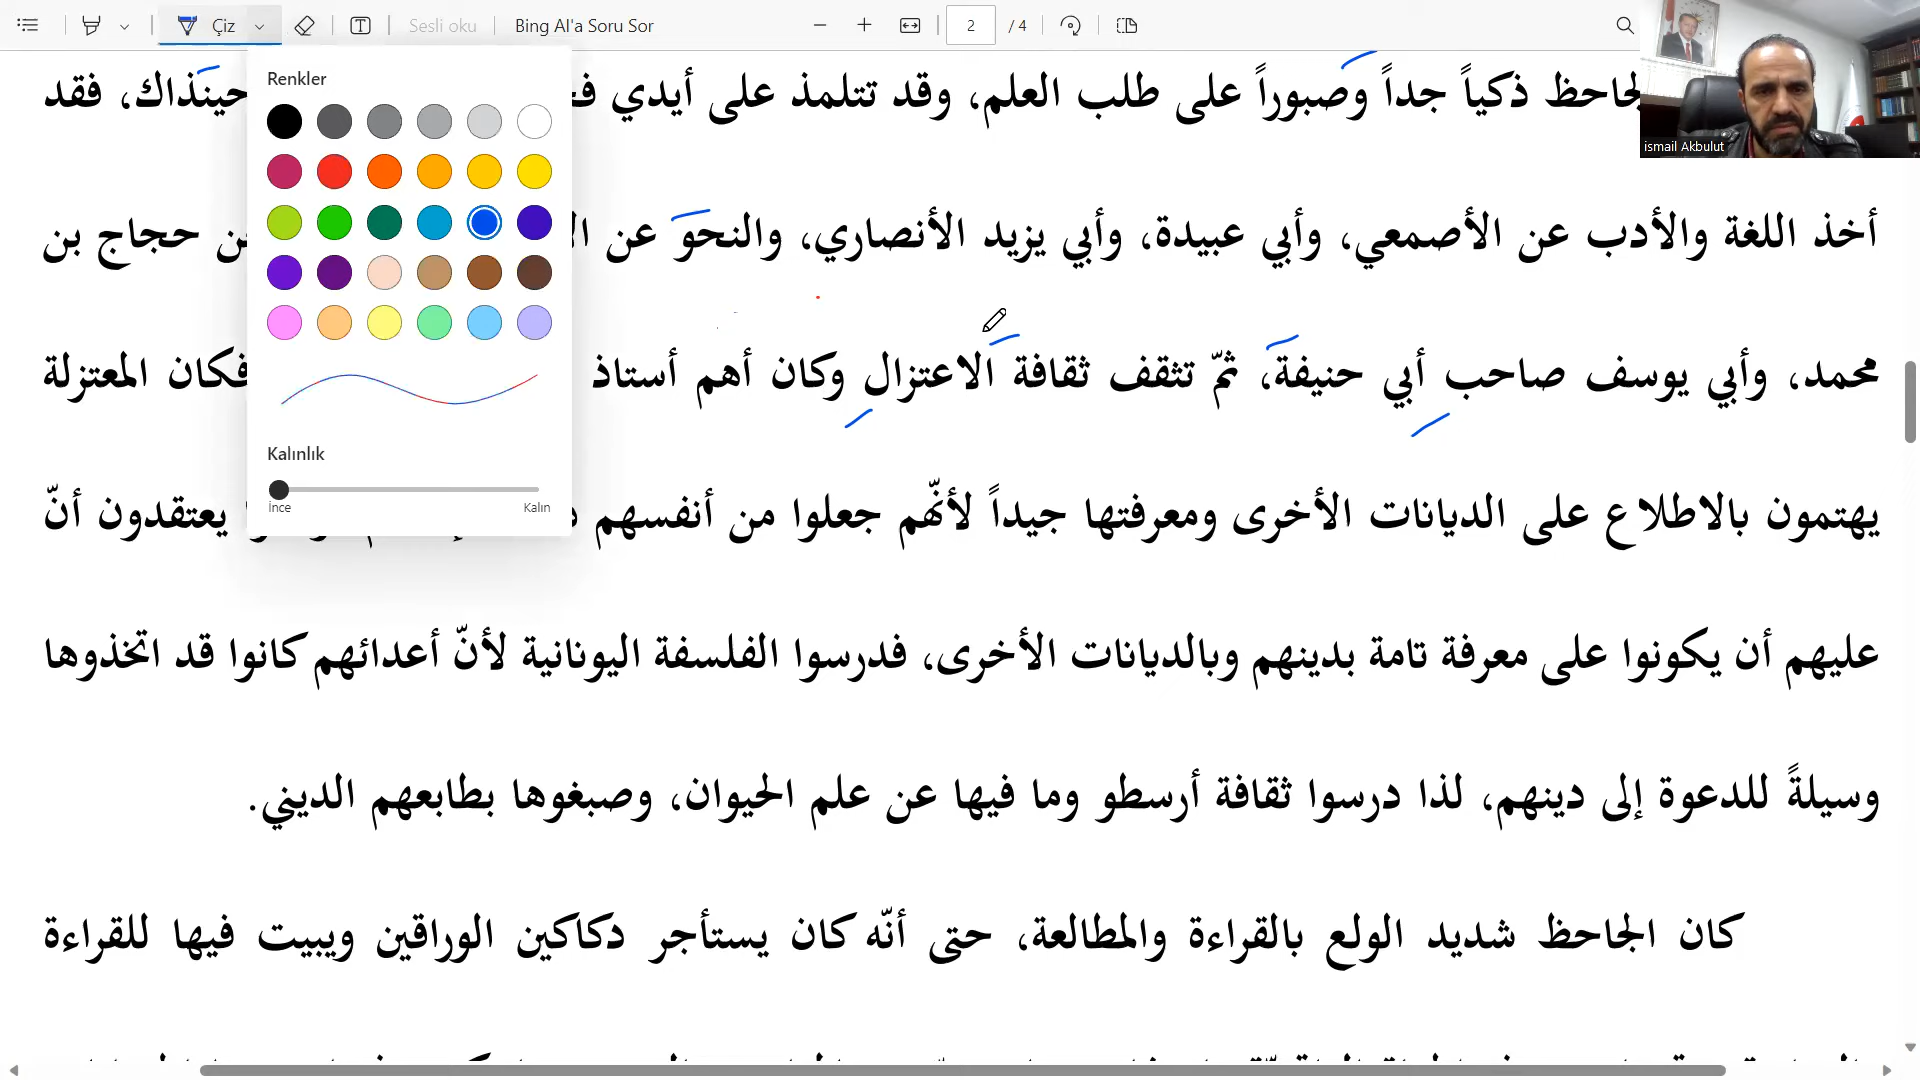 Çiz
Sesli oku
Bing AI'a Soru Sor
2
/ 4
Renkler
Kalınlık
İnce
Kalın
ismail Akbulut
الجاحظ ذكياً جداً وصبوراً على طلب العلم، وقد تتلمذ على أيدي حينذاك، فقد
أخذ اللغة والأدب عن الأصمعي، وأبي عبيدة، وأبي يزيد الأنصاري، والنحو عن حجاج بن
محمد، وأبي يوسف صاحب أبي حنيفة، ثمّ تثقف ثقافة الاعتزال وكان أهم أستاذ فكان المعتزلة
يهتمون بالاطلاع على الديانات الأخرى ومعرفتها جيداً لأنّهم جعلوا من أنفسهم يعتقدون أنّ
عليهم أن يكونوا على معرفة تامة بدينهم وبالديانات الأخرى، فدرسوا الفلسفة اليونانية لأنّ أعدائهم كانوا قد اتخذوها
وسيلةً للدعوة إلى دينهم، لذا درسوا ثقافة أرسطو وما فيها عن علم الحيوان، وصبغوها بطابعهم الديني.
كان الجاحظ شديد الولع بالقراءة والمطالعة، حتى أنّه كان يستأجر دكاكين الوراقين ويبيت فيها للقراءة